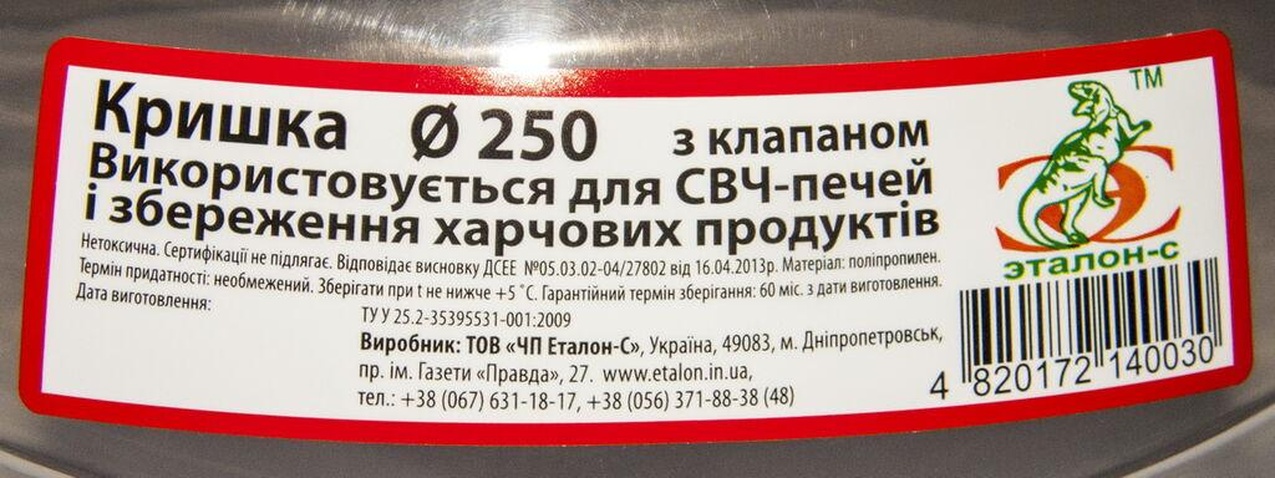 Кришка Ø 250 з клапаном
Використовується для СВЧ-печей
і збереження харчових продуктів
Нетоксична. Сертифікації не підлягає. Відповідає висновку ДСЕЕ №05.03.02-04/27802 від 16.04.2013р. Матеріал: поліпропилен.
Термін придатності: необмежений. Зберігати при t не нижче +5 °С. Гарантійний термін зберігання: 60 міс. з дати виготовлення.
Дата виготовлення:
ТУ У 25.2-35395531-001:2009
Виробник: ТОВ «ЧП Еталон-С», Україна, 49083, м. Дніпропетровськ,
пр. ім. Газети «Правда», 27. www.etalon.in.ua,
тел.: +38 (067) 631-18-17, +38 (056) 371-88-38 (48)
TM
эталон-с
4 820172 140030